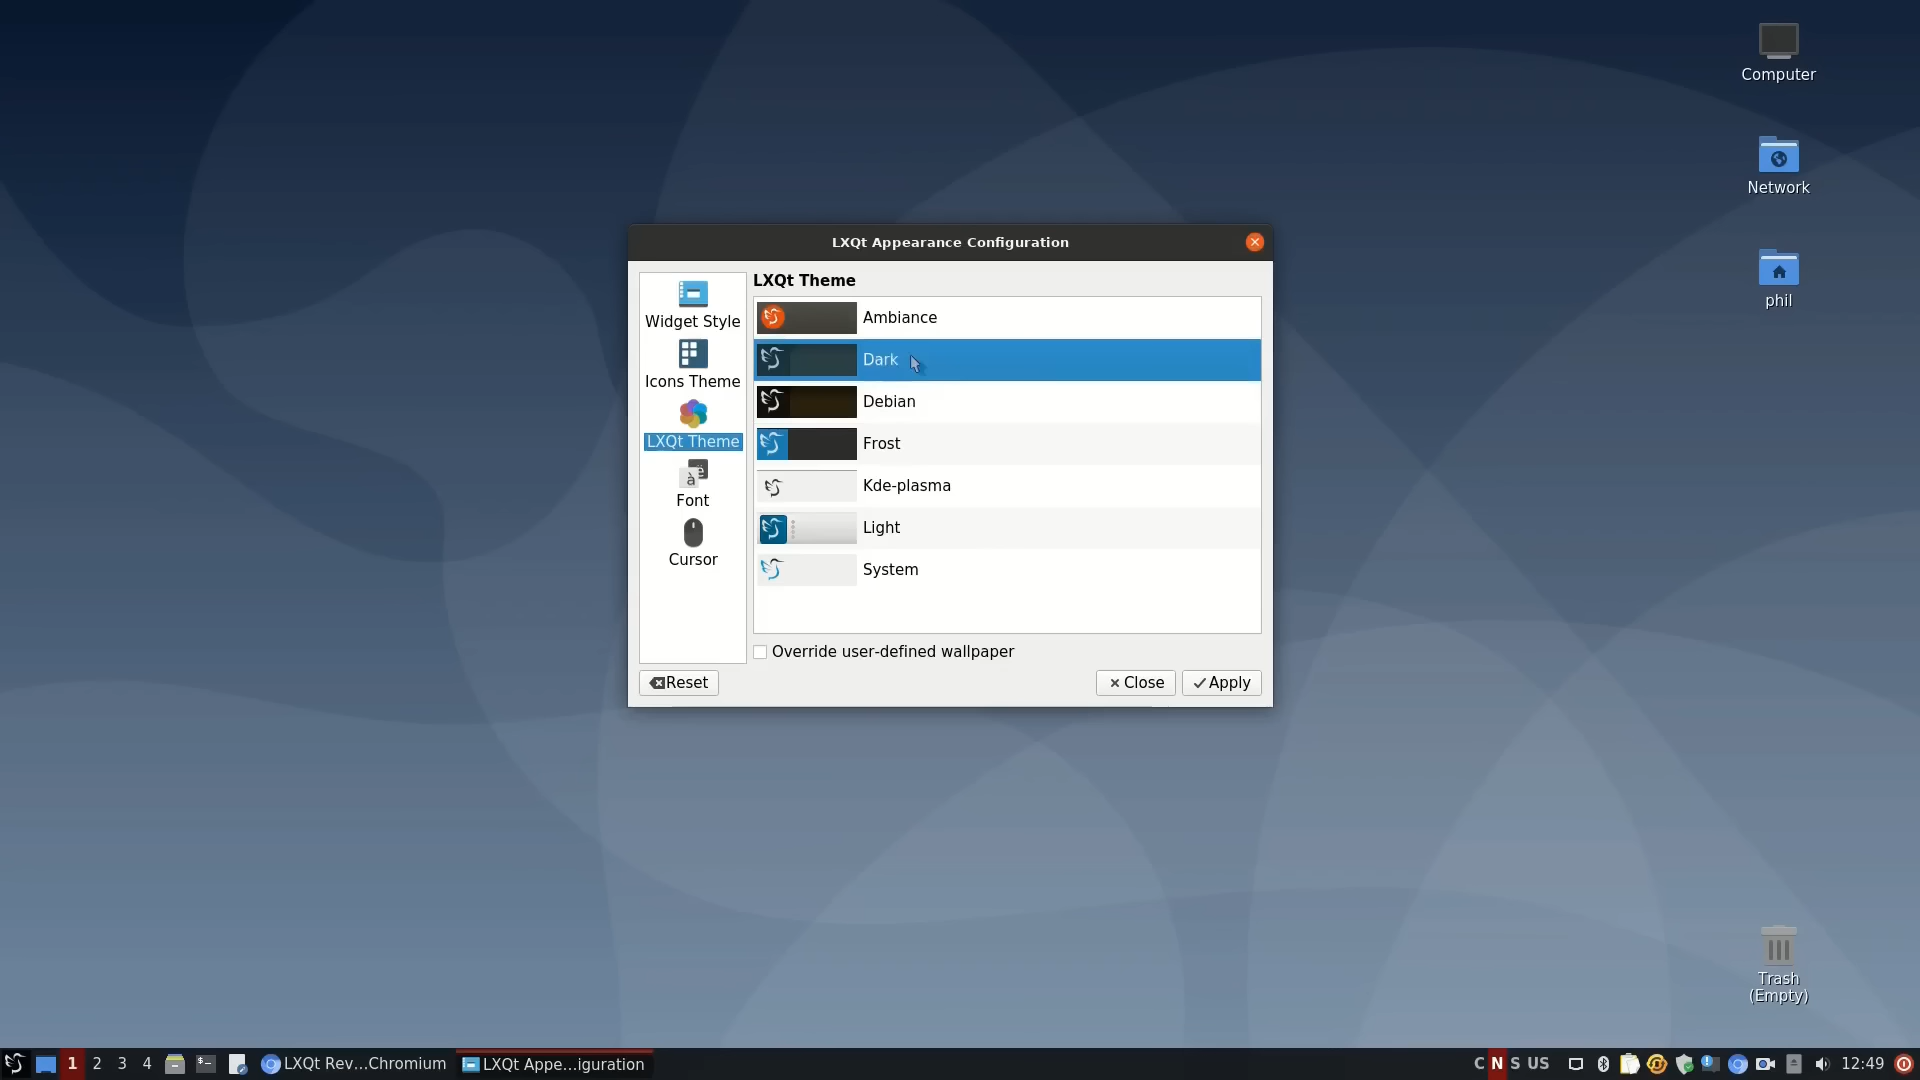 Computer
Network
phil
LXQt Appearance Configuration
Widget Style
Icons Theme
LXQt Theme
Font
Cursor
LXQt Theme
Ambiance
Dark
Debian
Frost
Kde-plasma
Light
System
Override user-defined wallpaper
Reset
Close
Apply
Trash
(Empty)
1 2 3 4 LXQt Rev...Chromium LXQt Appe...iguration C N S US 12:49